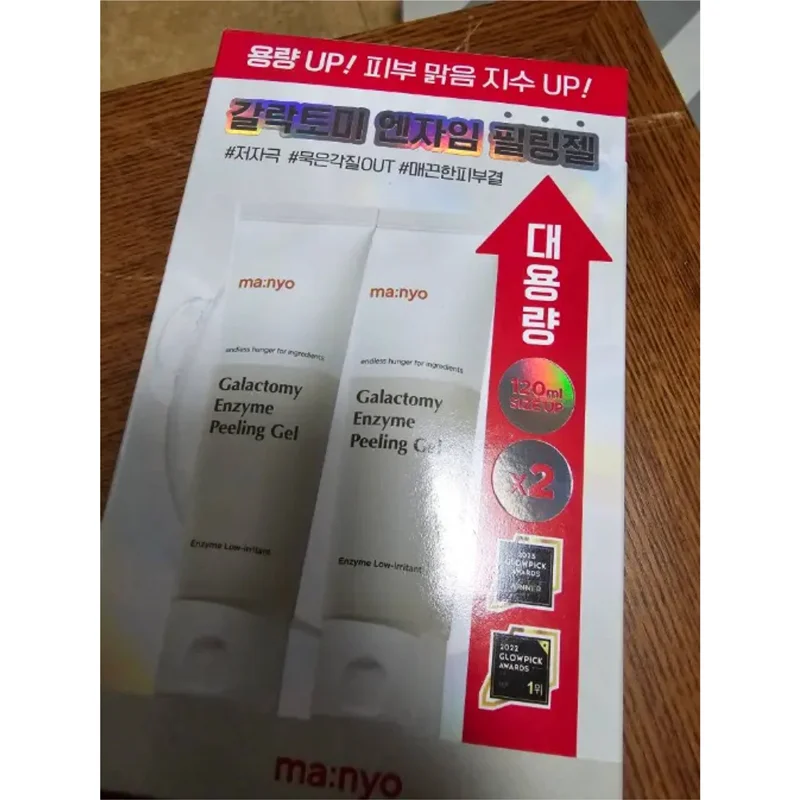 용량 UP! 피부 맑음 지수 UP!
갈락토미 엔자임 필링젤
#저자극 #묵은각질OUT #매끈한피부결
대용량
120ml
SIZE UP
x2
ma:nyo
endless hunger for ingredients
Galactomy
Enzyme
Peeling Gel
Enzyme Low-irritant
ma:nyo
endless hunger for ingredients
Galactomy
Enzyme
Peeling Gel
Enzyme Low-irritant
GLOWPICK
AWARDS
WINNER
2022
GLOWPICK
AWARDS
1위
ma:nyo